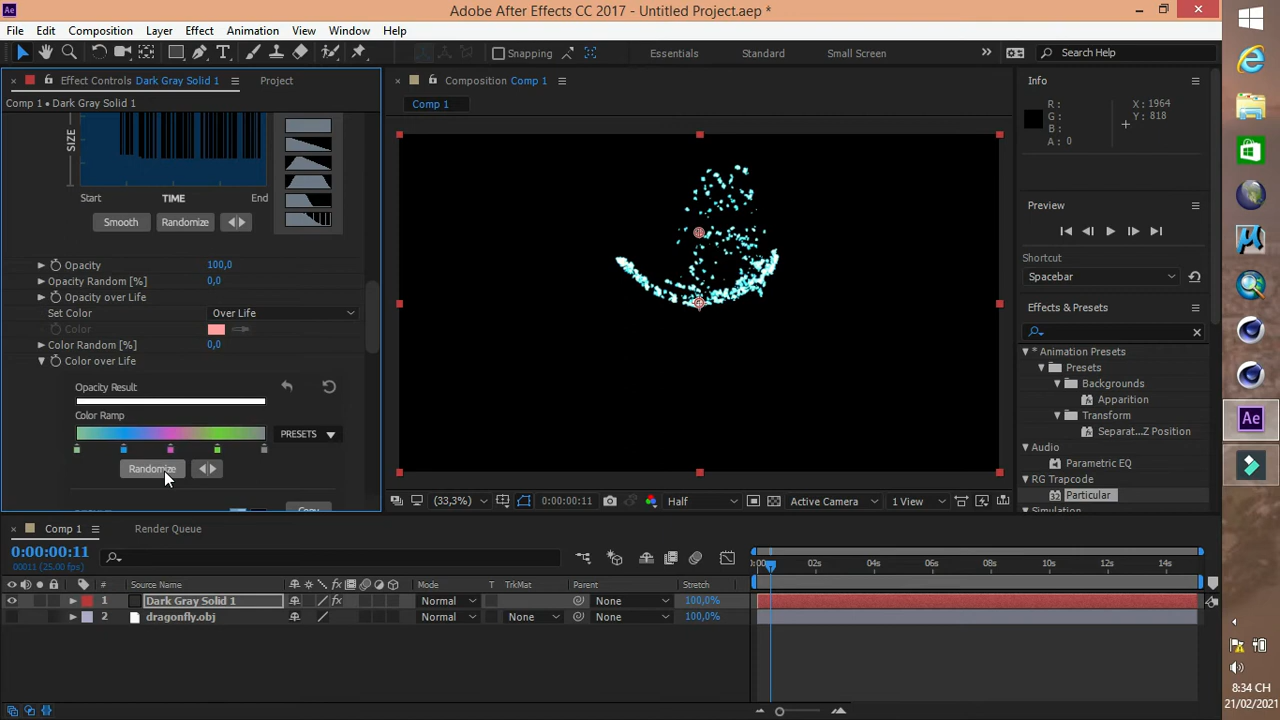 Adobe After Effects CC 2017 - Untitled Project.aep *
File Edit Composition Layer Effect Animation View Window Help
Snapping Essentials Standard Small Screen Search Help
Effect Controls Dark Gray Solid 1 Project
Comp 1 • Dark Gray Solid 1
SIZE
Start TIME End
Smooth Randomize
Opacity 100,0
Opacity Random [%] 0,0
Opacity over Life
Set Color Over Life
Color
Color Random [%] 0,0
Color over Life
Opacity Result
Color Ramp
PRESETS
Randomize
Copy
Composition Comp 1
Comp 1
(33,3%) 0:00:00:11 Half Active Camera 1 View
Info
R: X: 1964
G: Y: 818
B:
A: 0
Preview
Shortcut
Spacebar
Effects & Presets
* Animation Presets
Presets
Backgrounds
Apparition
Transform
Separat...Z Position
Audio
Parametric EQ
RG Trapcode
Particular
Simulation
Comp 1 Render Queue
0:00:00:11
00011 (25.00 fps)
# Source Name Mode T TrkMat Parent Stretch
1 Dark Gray Solid 1 Normal None 100,0%
2 dragonfly.obj Normal None None 100,0%
02s 04s 06s 08s 10s 12s 14s
8:34 CH
21/02/2021